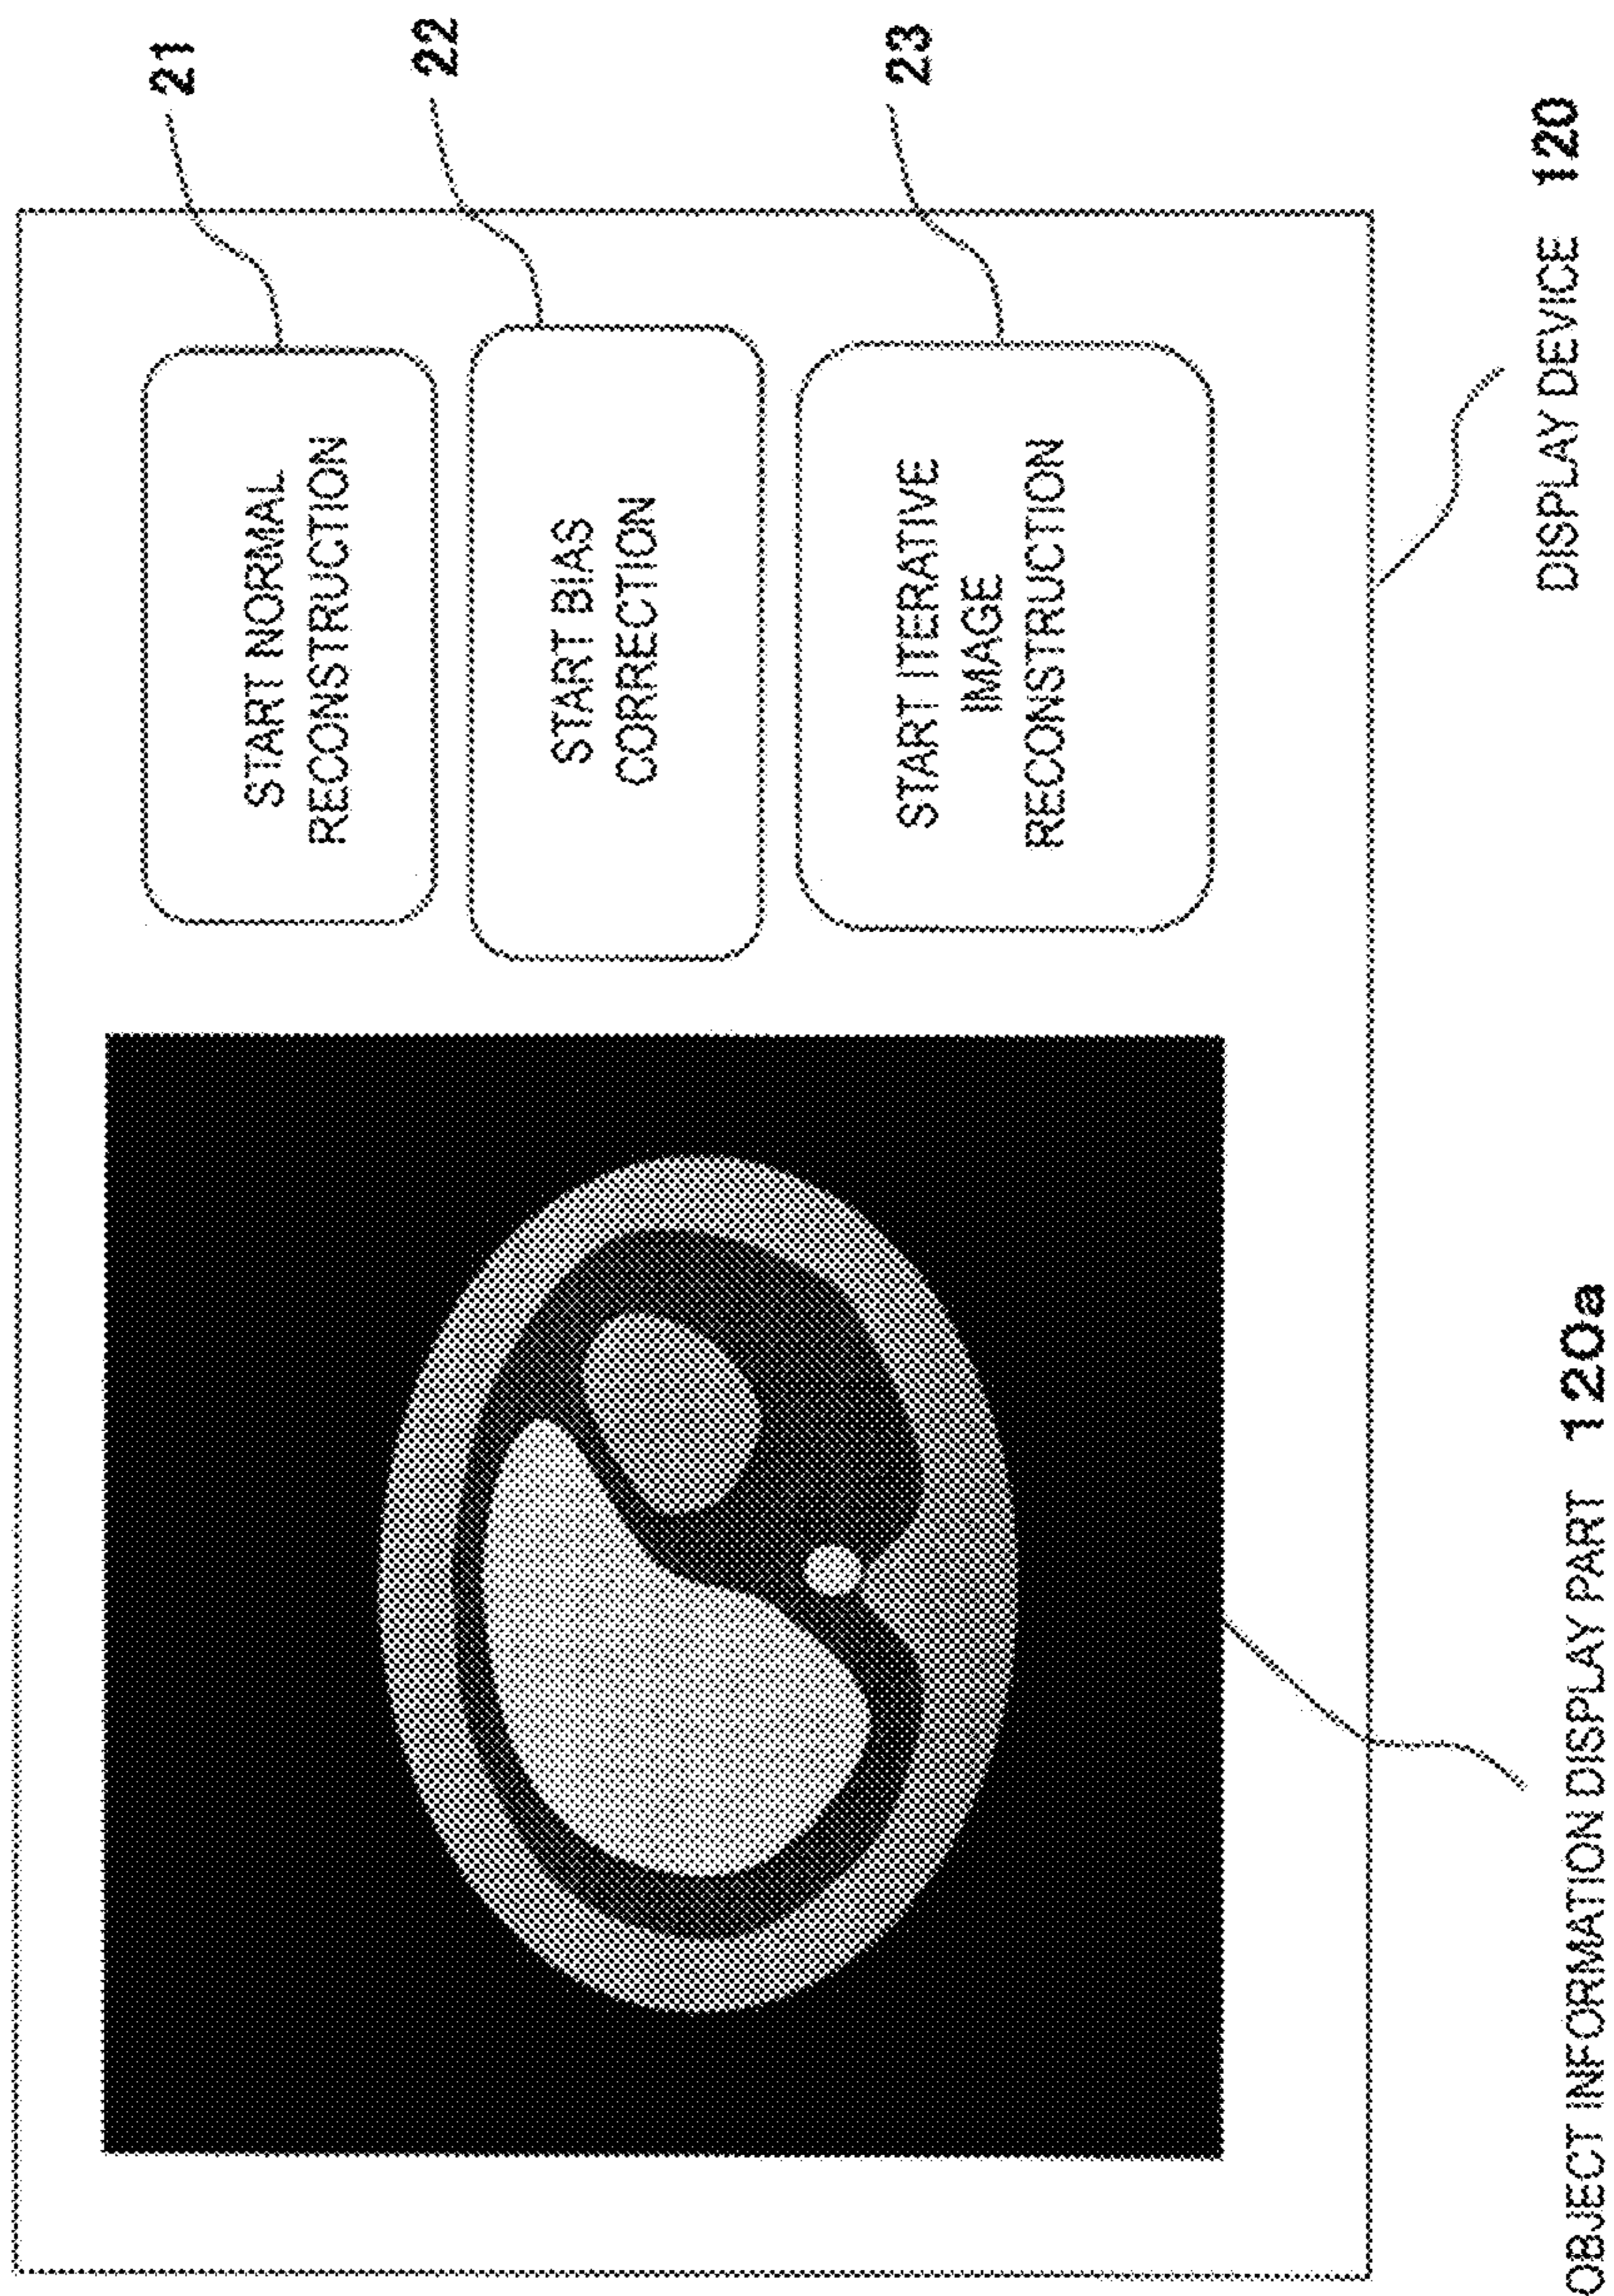 21
START NORMAL
RECONSTRUCTION
22
START BIAS
CORRECTION
23
START ITERATIVE
IMAGE
RECONSTRUCTION
DISPLAY DEVICE 120
OBJECT INFORMATION DISPLAY PART 120a